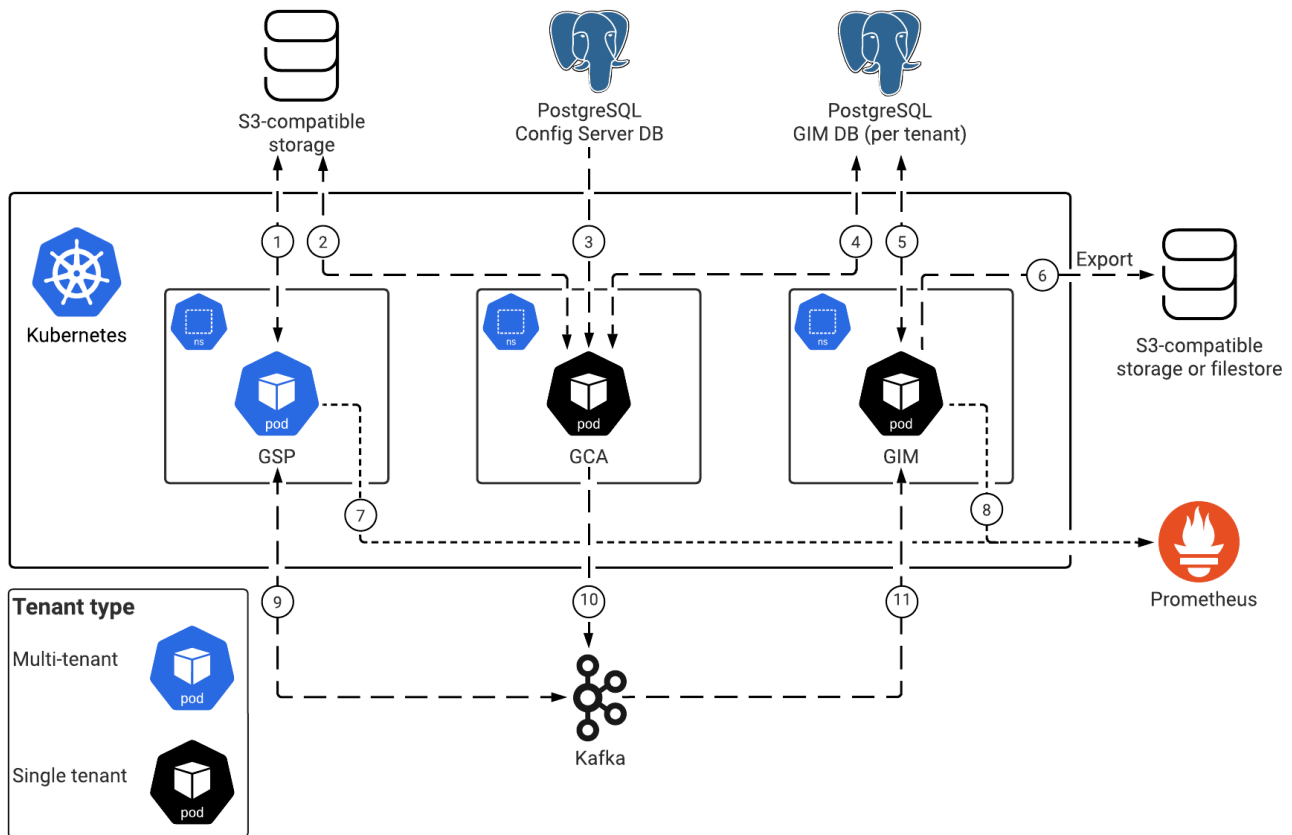 S3-compatible
storage
PostgreSQL
Config Server DB
PostgreSQL
GIM DB (per tenant)
1
2
3
4
5
6
Export
Kubernetes
ns
ns
ns
S3-compatible
storage or filestore
pod
pod
pod
GSP
GCA
GIM
7
8
Prometheus
9
10
11
Tenant type
Multi-tenant
pod
Kafka
Single tenant
pod